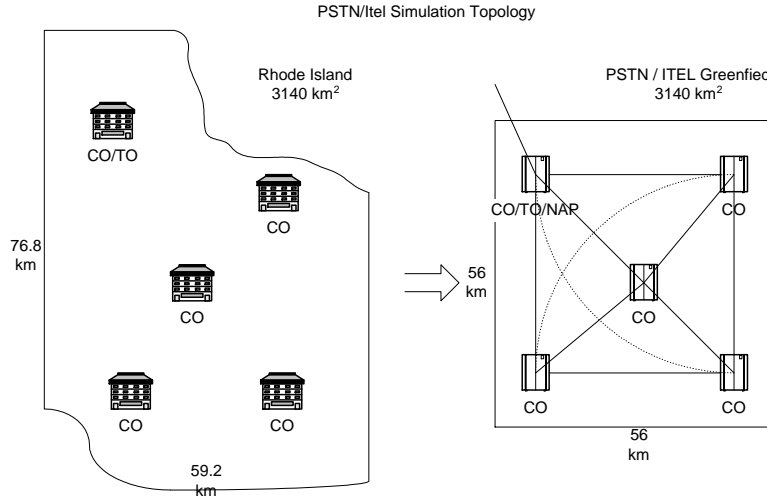 PSTN/Itel Simulation Topology
Rhode Island
3140 km²
CO/TO
CO
CO
CO
CO
76.8
km
59.2
km
PSTN / ITEL Greenfied
3140 km²
CO/TO/NAP
CO
CO
CO
CO
56
km
56
km